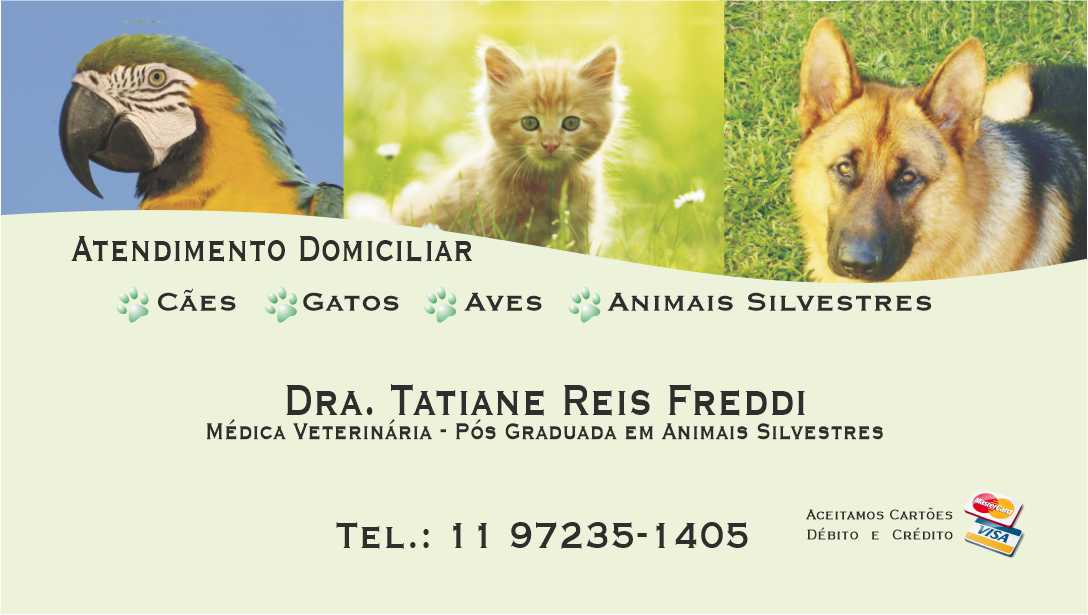 Atendimento Domiciliar
Cães Gatos Aves Animais Silvestres
Dra. Tatiane Reis Freddi
Médica Veterinária - Pós Graduada em Animais Silvestres
Tel.: 11 97235-1405
Aceitamos Cartões
Débito e Crédito
MasterCard
VISA